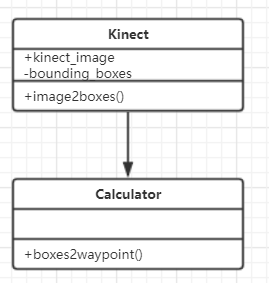 Kinect
+kinect_image
-bounding_boxes
+image2boxes()
Calculator
+boxes2waypoint()